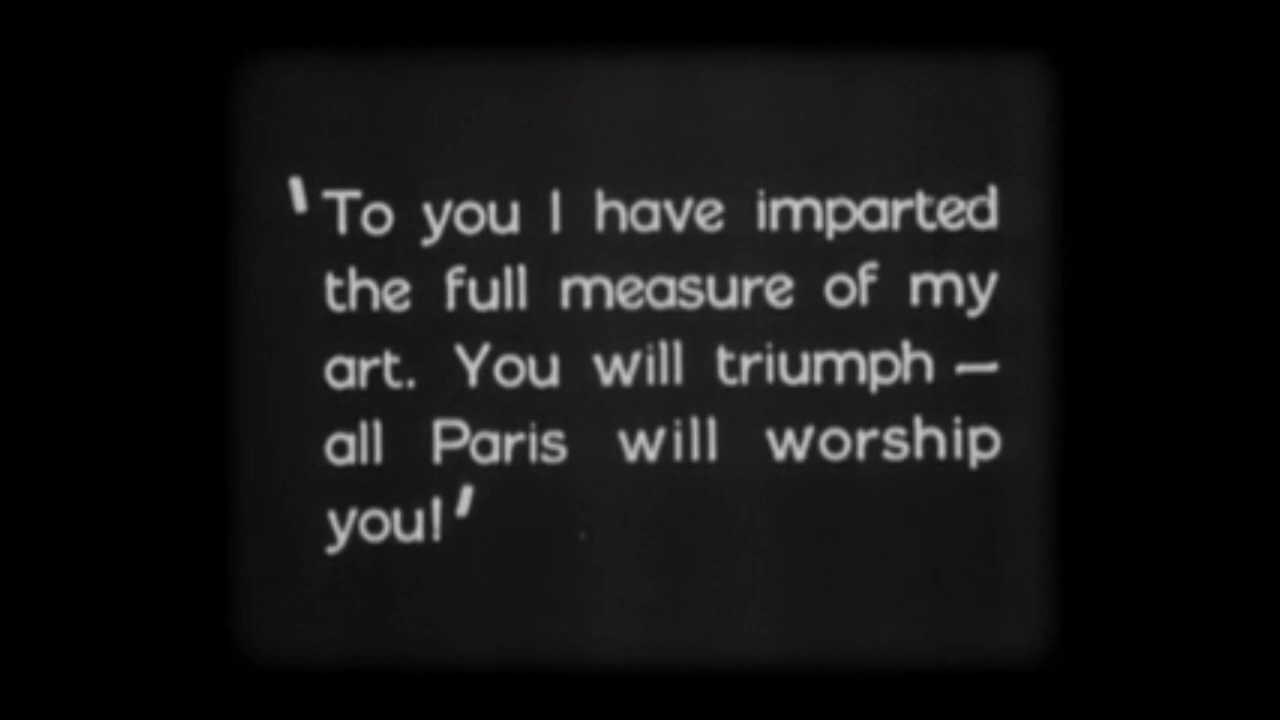 'To you I have imparted
the full measure of my
art. You will triumph —
all Paris will worship
you!'